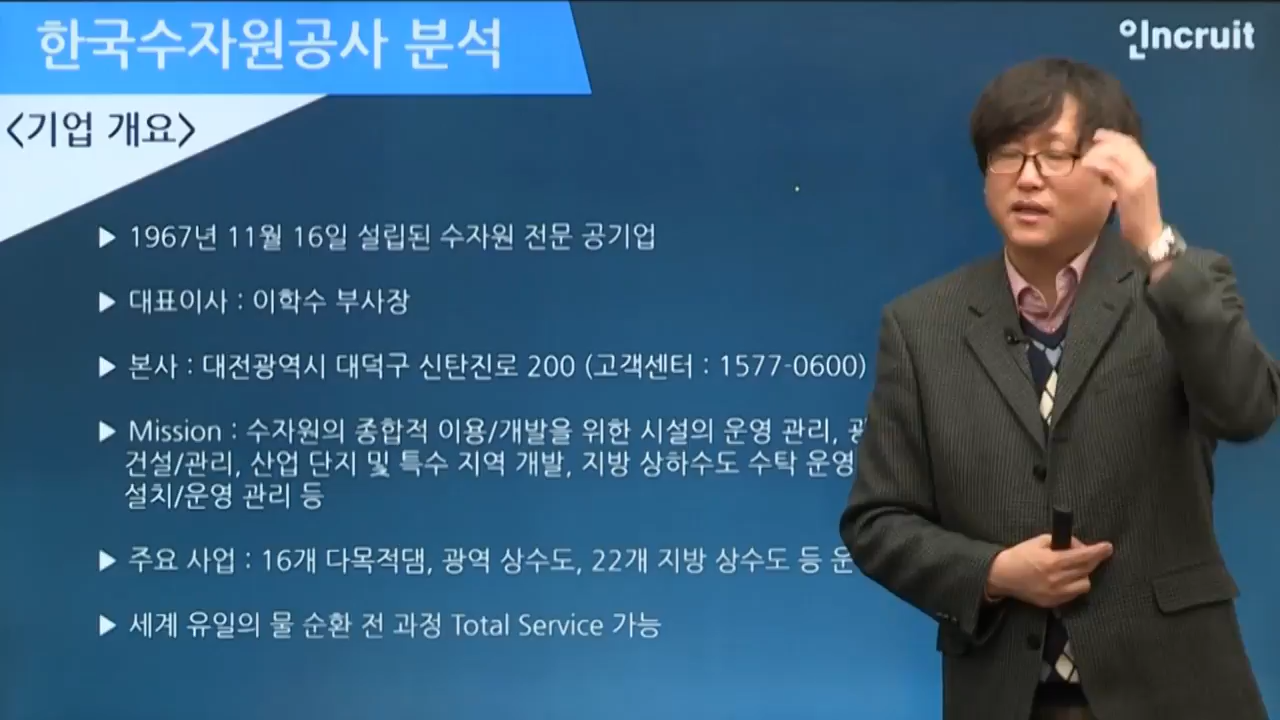 한국수자원공사 분석
인Incruit
<기업 개요>
▶ 1967년 11월 16일 설립된 수자원 전문 공기업
▶ 대표이사 : 이학수 부사장
▶ 본사 : 대전광역시 대덕구 신탄진로 200 (고객센터 : 1577-0600)
▶ Mission : 수자원의 종합적 이용/개발을 위한 시설의 운영 관리,
건설/관리, 산업 단지 및 특수 지역 개발, 지방 상하수도 수탁 운영
설치/운영 관리 등
▶ 주요 사업 : 16개 다목적댐, 광역 상수도, 22개 지방 상수도 등
▶ 세계 유일의 물 순환 전 과정 Total Service 가능